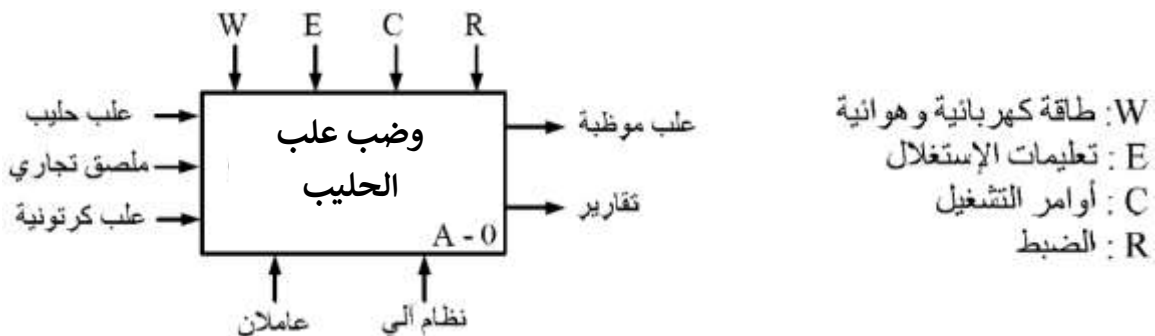 W E C R
علب حليب
ملصق تجاري
علب كرتونية
وضب علب
الحليب
A - 0
علب موظبة
تقارير
عاملان
نظام آلي
W: طاقة كهربائية و هوائية
E : تعليمات الإستغلال
C : أوامر التشغيل
R : الضبط